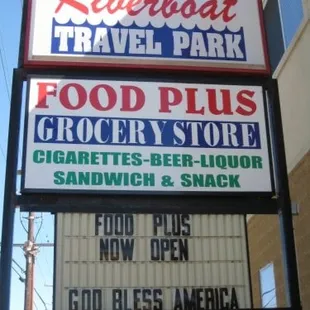 Riverboat
TRAVEL PARK
FOOD PLUS
GROCERY STORE
CIGARETTES-BEER-LIQUOR
SANDWICH & SNACK
FOOD PLUS
NOW OPEN
GOD BLESS AMERICA